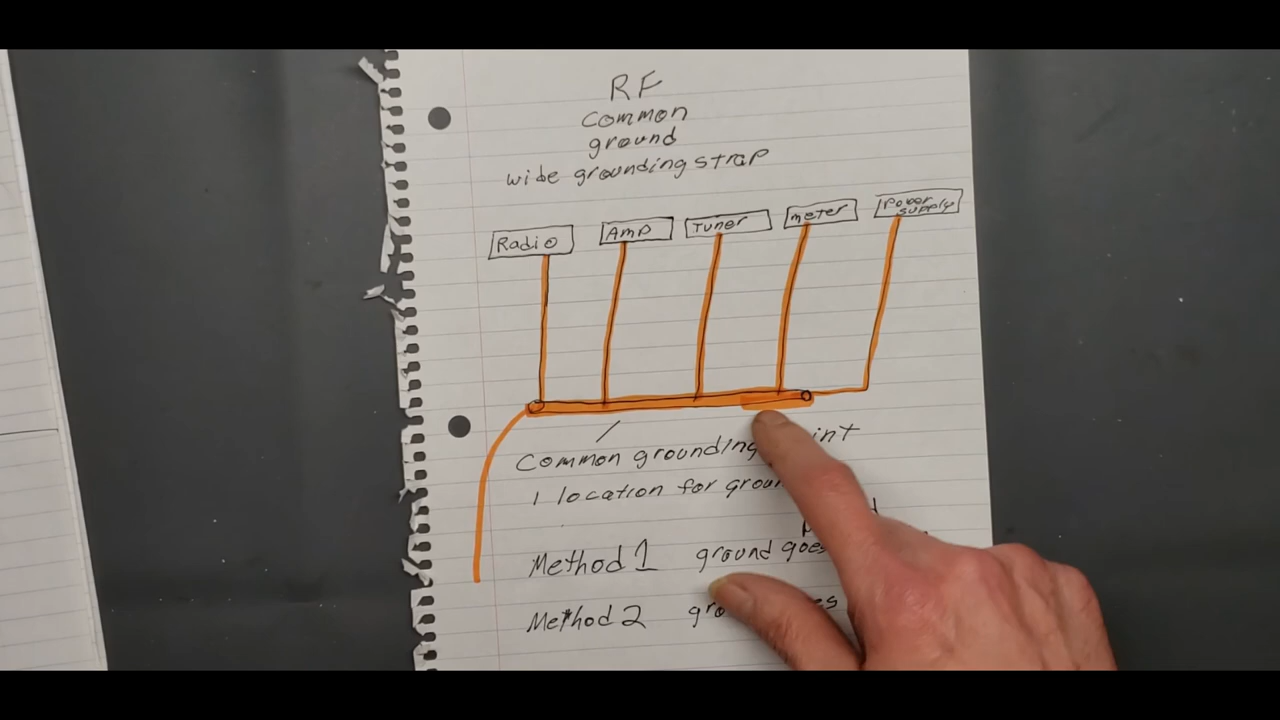 RF
common
ground
wide grounding strap
Radio
Amp
Tuner
meter
Power
supply
Common grounding
1 location for
Method 1 ground goes
Method 2